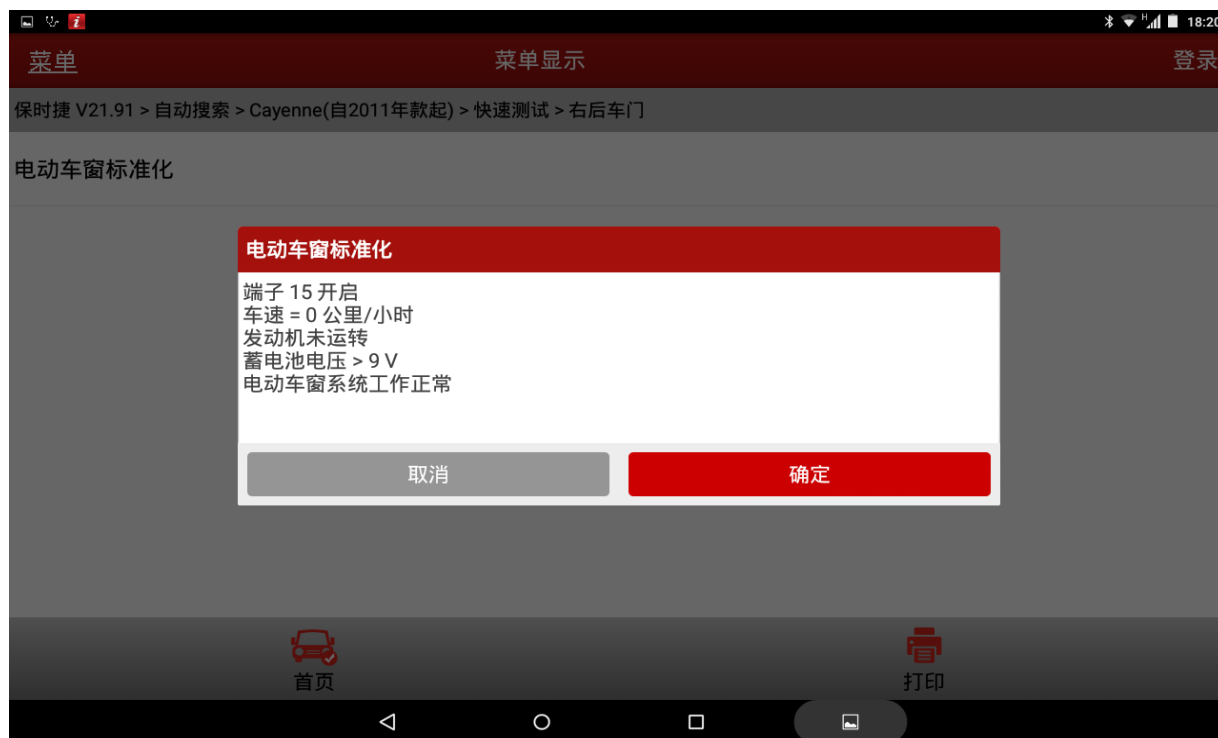 18:20
菜单
菜单显示
登录
保时捷 V21.91 > 自动搜索 > Cayenne(自2011年款起) > 快速测试 > 右后车门
电动车窗标准化
电动车窗标准化
端子 15 开启
车速 = 0 公里/小时
发动机未运转
蓄电池电压 > 9 V
电动车窗系统工作正常
取消
确定
首页
打印